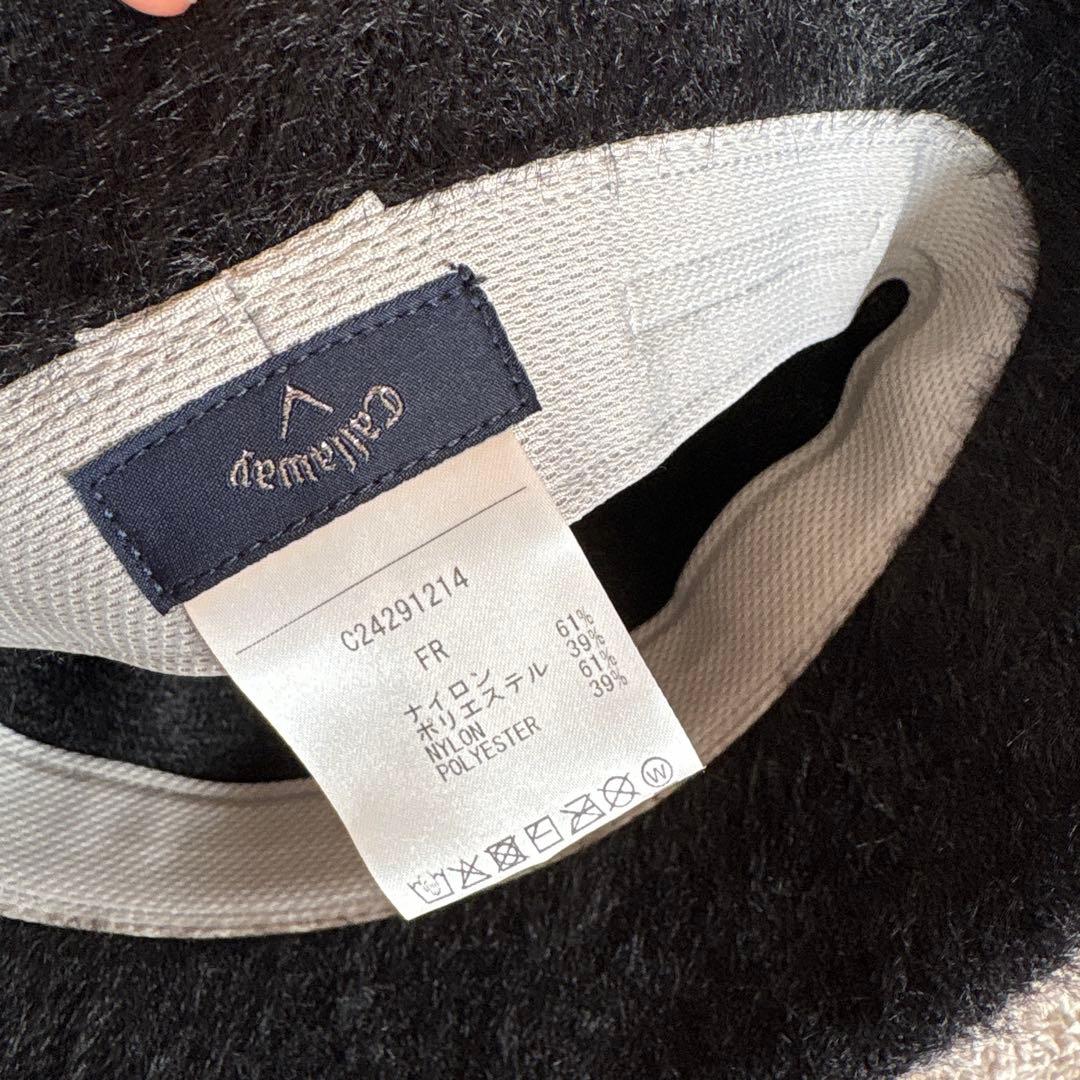 Callaway
C24291214
FR
ナイロン 61%
ポリエステル 39%
NYLON 61%
POLYESTER 39%
W